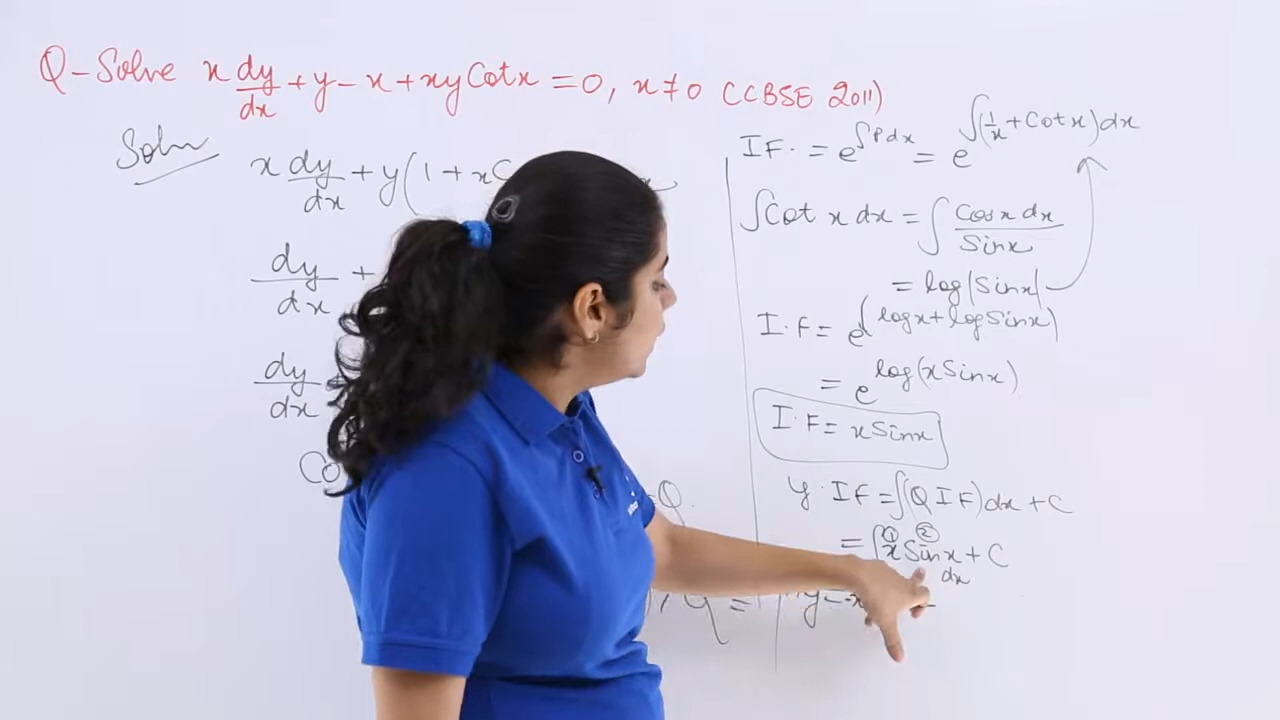 Q-Solve x dy/dx + y - x + xy Cot x = 0, x ≠ 0 (CBSE 2011)
Soln
x dy/dx + y(1 + x
dy/dx +
dy/dx
Co
Q
Q =
I F. = e^∫Pdx = e^∫(1/x + Cot x)dx
∫Cot x dx = ∫ Cos x dx / Sin x
= log|Sin x|
I.F = e^(log x + log Sin x)
= e^log(x Sin x)
I.F = x Sin x
y. IF = ∫(Q IF)dx + C
= ∫x Sin x + C
① ②
dx
y